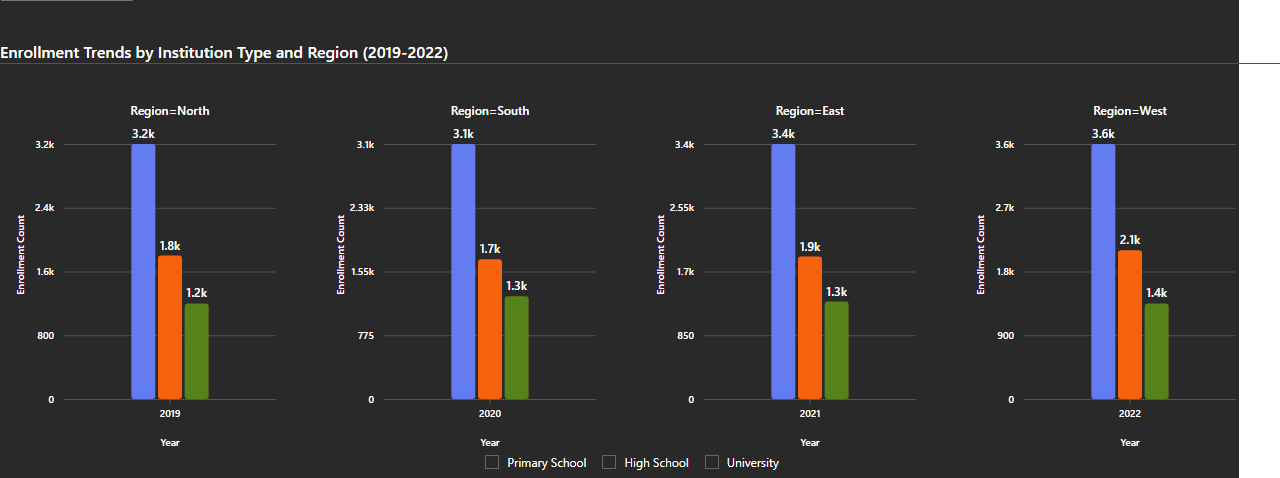 Enrollment Trends by Institution Type and Region (2019-2022)
Region=North
3.2k
2.4k
1.6k
800
0
Enrollment Count
3.2k
1.8k
1.2k
2019
Year
Region=South
3.1k
2.33k
1.55k
775
0
Enrollment Count
3.1k
1.7k
1.3k
2020
Year
Region=East
3.4k
2.55k
1.7k
850
0
Enrollment Count
3.4k
1.9k
1.3k
2021
Year
Region=West
3.6k
2.7k
1.8k
900
0
Enrollment Count
3.6k
2.1k
1.4k
2022
Year
Primary School
High School
University